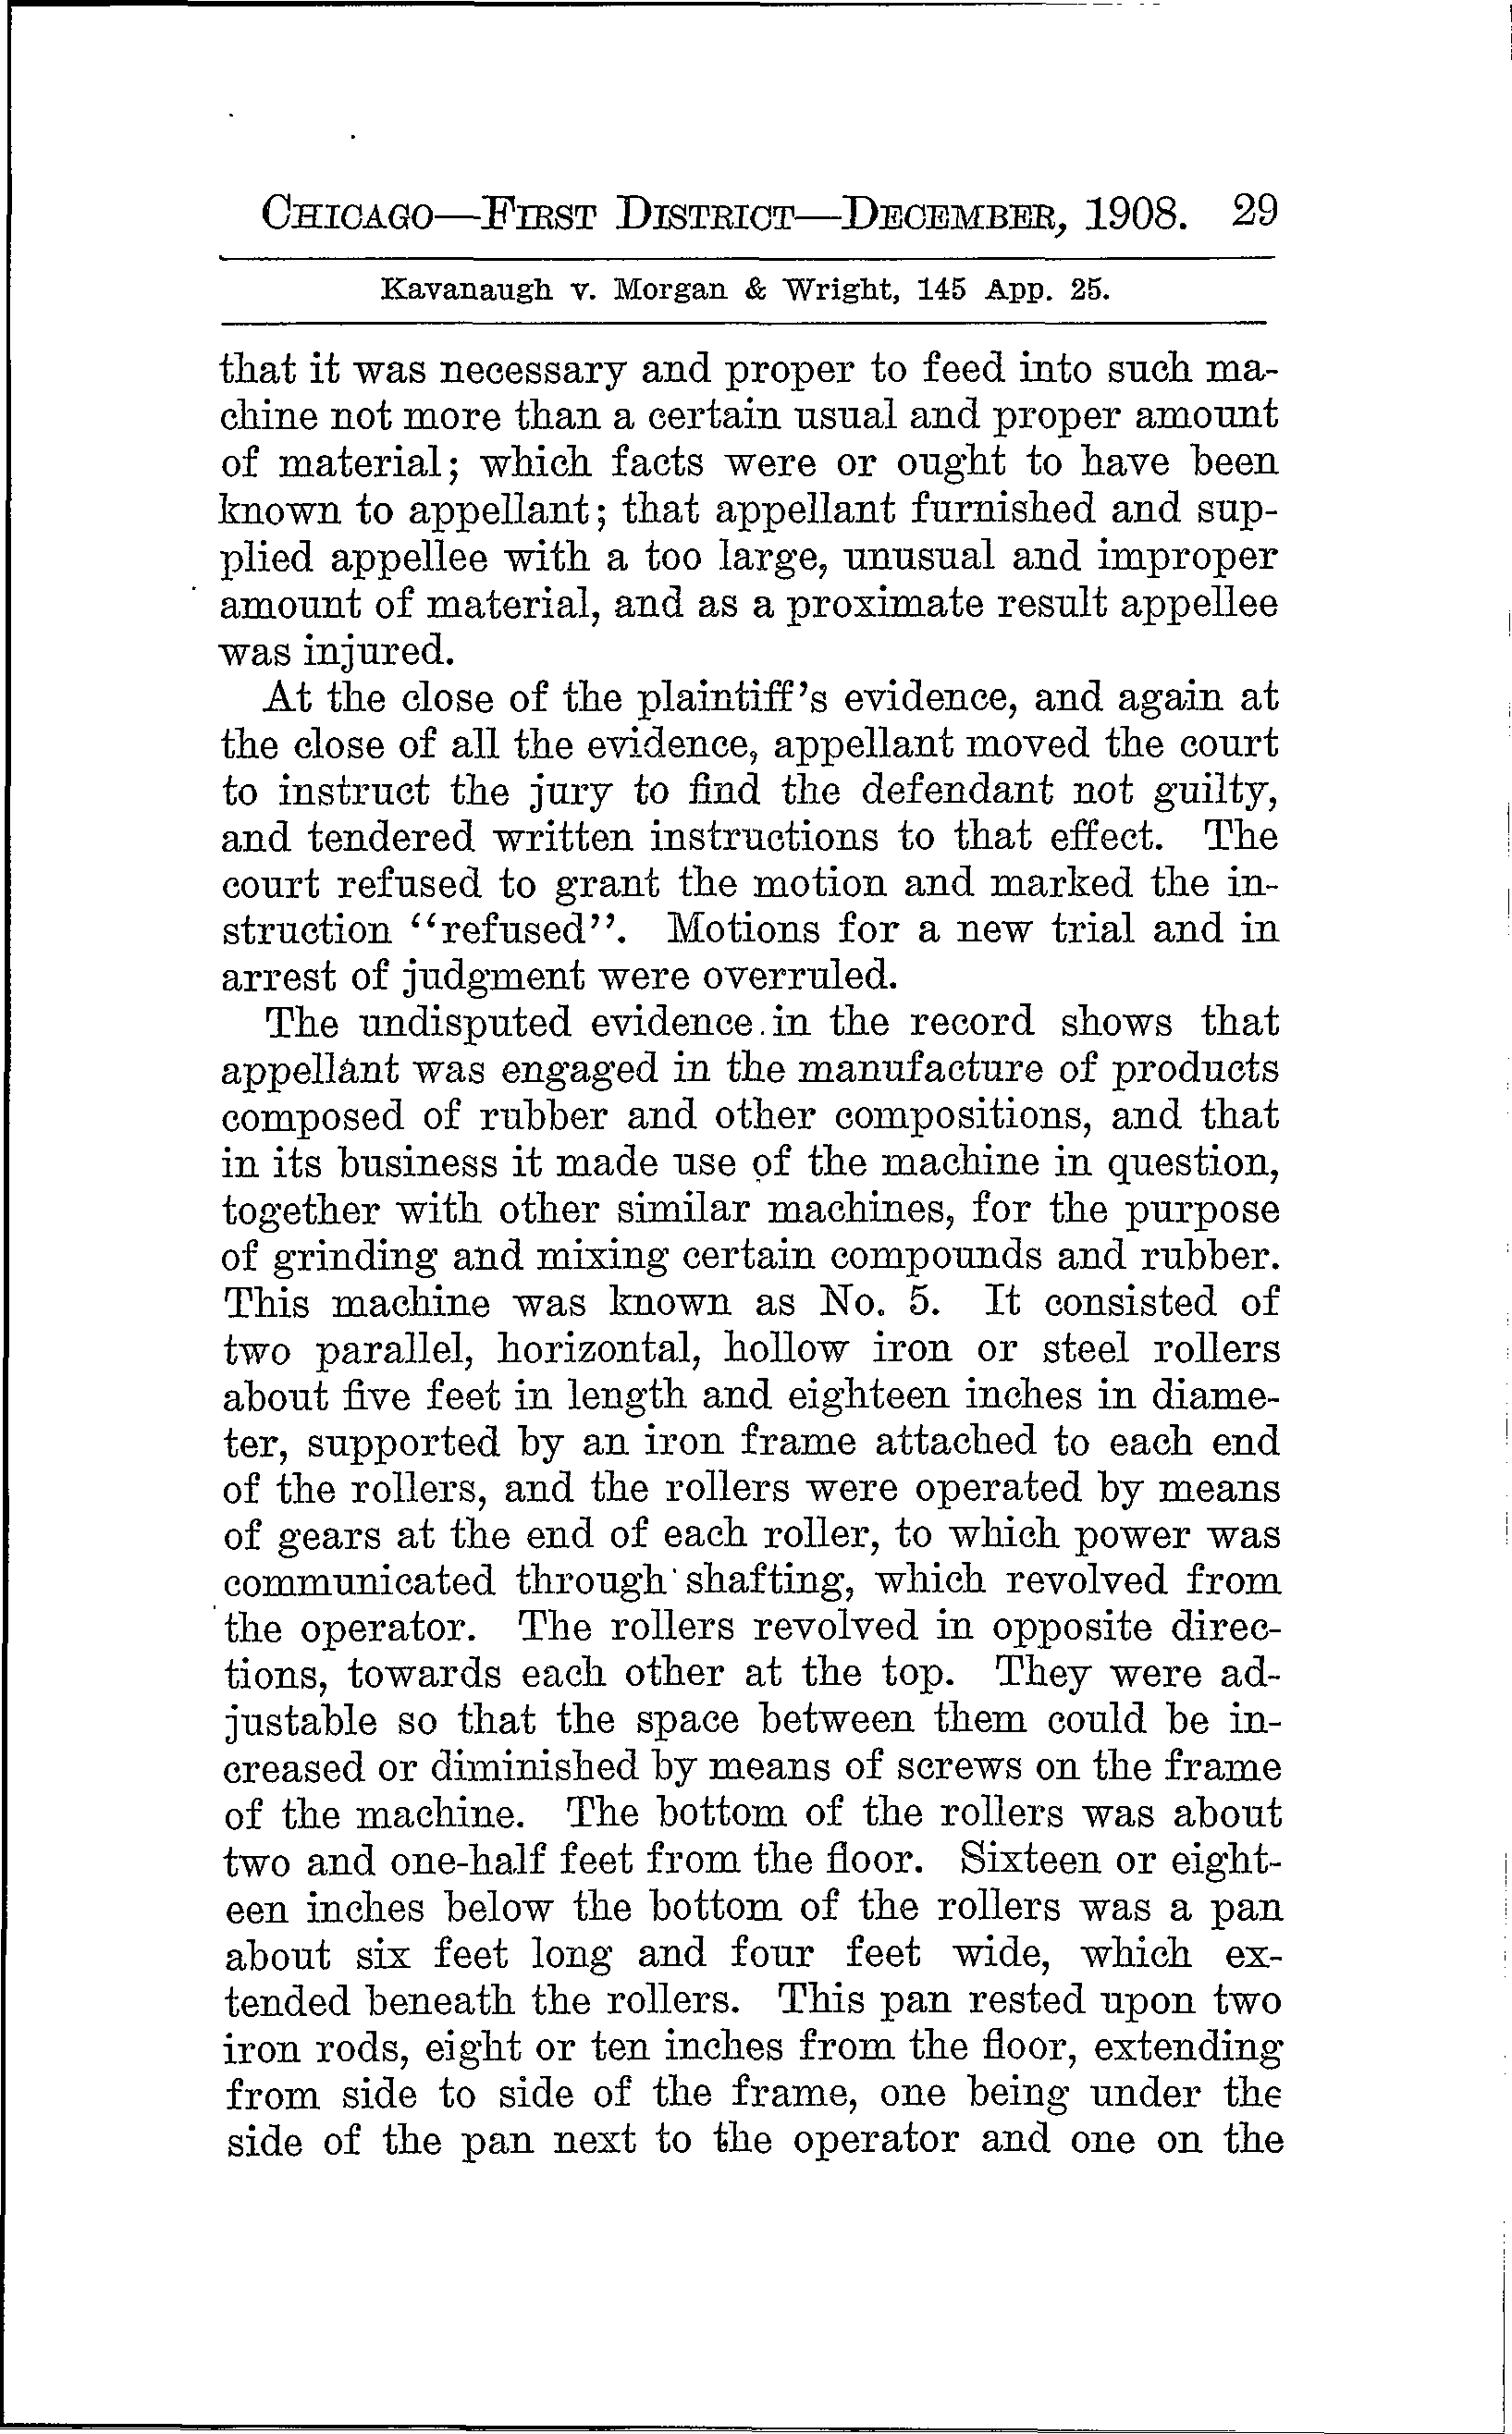 CHICAGO—FIRST DISTRICT—DECEMBER, 1908. 29
Kavanaugh v. Morgan & Wright, 145 App. 25.
that it was necessary and proper to feed into such ma-
chine not more than a certain usual and proper amount
of material; which facts were or ought to have been
known to appellant; that appellant furnished and sup-
plied appellee with a too large, unusual and improper
amount of material, and as a proximate result appellee
was injured.
At the close of the plaintiff's evidence, and again at
the close of all the evidence, appellant moved the court
to instruct the jury to find the defendant not guilty,
and tendered written instructions to that effect. The
court refused to grant the motion and marked the in-
struction "refused". Motions for a new trial and in
arrest of judgment were overruled.
The undisputed evidence in the record shows that
appellant was engaged in the manufacture of products
composed of rubber and other compositions, and that
in its business it made use of the machine in question,
together with other similar machines, for the purpose
of grinding and mixing certain compounds and rubber.
This machine was known as No. 5. It consisted of
two parallel, horizontal, hollow iron or steel rollers
about five feet in length and eighteen inches in diame-
ter, supported by an iron frame attached to each end
of the rollers, and the rollers were operated by means
of gears at the end of each roller, to which power was
communicated through shafting, which revolved from
the operator. The rollers revolved in opposite direc-
tions, towards each other at the top. They were ad-
justable so that the space between them could be in-
creased or diminished by means of screws on the frame
of the machine. The bottom of the rollers was about
two and one-half feet from the floor. Sixteen or eight-
een inches below the bottom of the rollers was a pan
about six feet long and four feet wide, which ex-
tended beneath the rollers. This pan rested upon two
iron rods, eight or ten inches from the floor, extending
from side to side of the frame, one being under the
side of the pan next to the operator and one on the